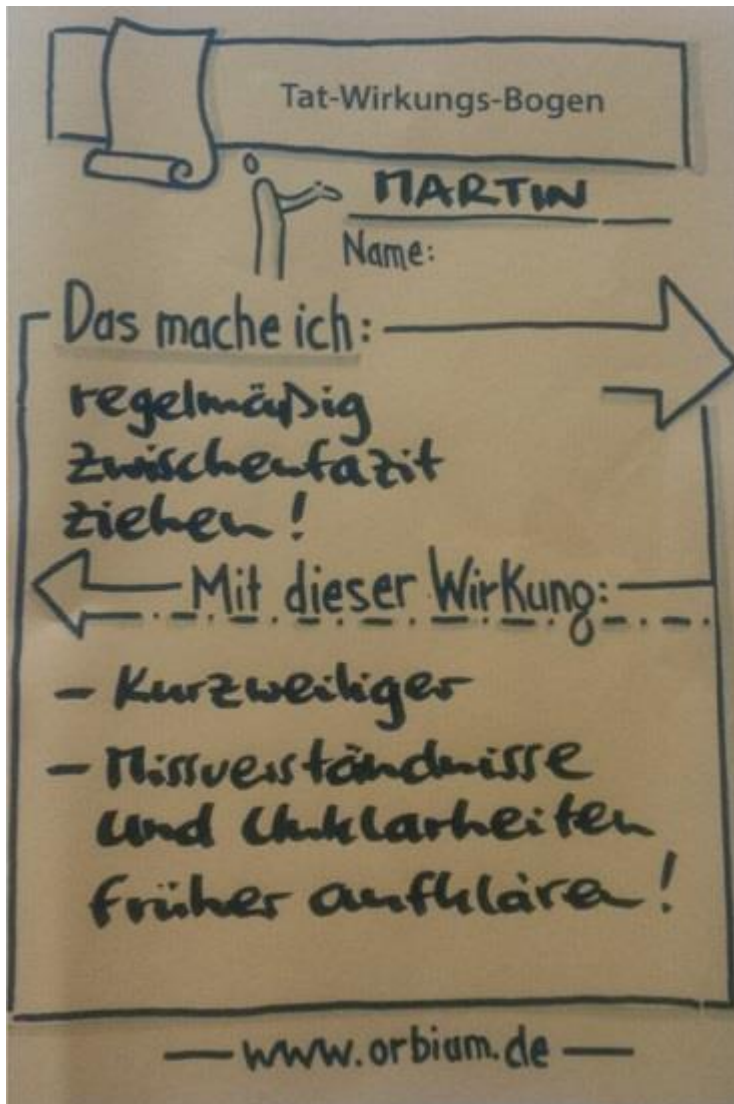 Tat-Wirkungs-Bogen
MARTIN
Name:
Das mache ich:
regelmäßig
zwischenfazit
ziehen!
Mit dieser Wirkung:
- Kurzweiliger
- Missverständnisse
und Unklarheiten
früher aufklären!
www.orbium.de